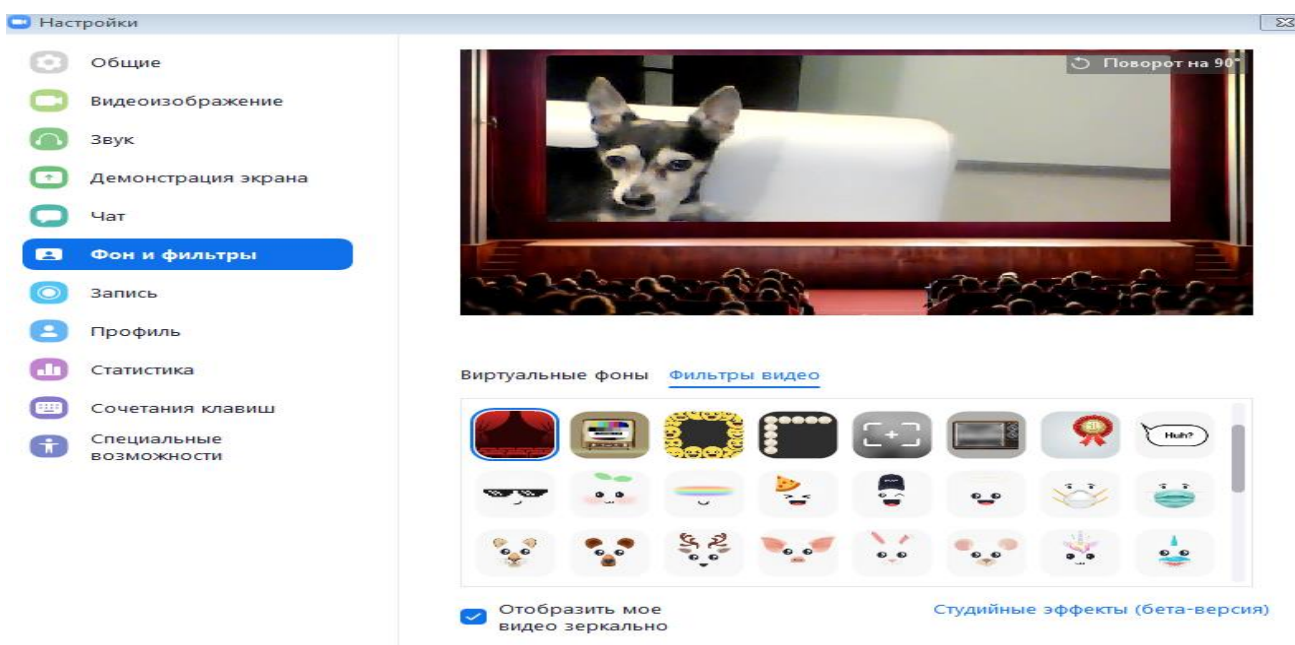 Настройки
Общие
Видеоизображение
Звук
Демонстрация экрана
Чат
Фон и фильтры
Запись
Профиль
Статистика
Сочетания клавиш
Специальные
возможности
Поворот на 90°
Виртуальные фоны Фильтры видео
Huh?
Отобразить мое
видео зеркально
Студийные эффекты (бета-версия)